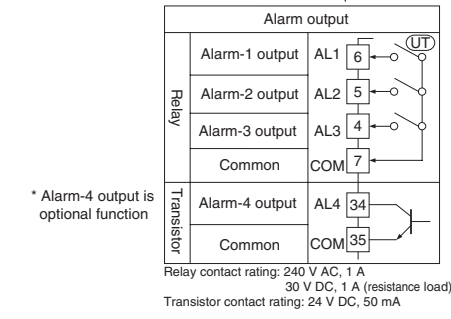 Alarm output
Relay
Alarm-1 output AL1 6 UT
Alarm-2 output AL2 5
Alarm-3 output AL3 4
Common COM 7
* Alarm-4 output is
optional function
Transistor
Alarm-4 output AL4 34
Common COM 35
Relay contact rating: 240 V AC, 1 A
30 V DC, 1 A (resistance load)
Transistor contact rating: 24 V DC, 50 mA